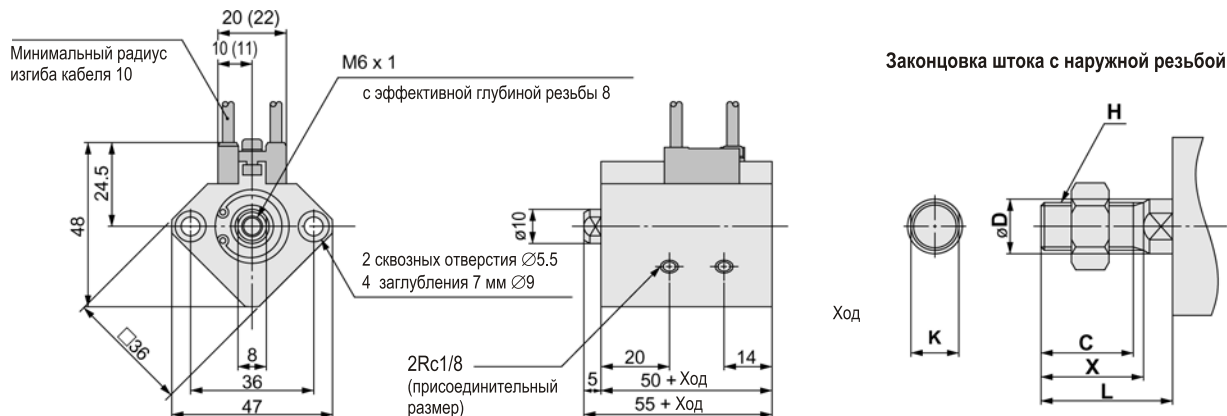 20 (22)
10 (11)
Минимальный радиус
изгиба кабеля 10
M6 x 1
с эффективной глубиной резьбы 8
48
24.5
□36
8
36
47
2 сквозных отверстия ∅5.5
4 заглубления 7 мм ∅9
ø10
2Rc1/8
(присоединительный
размер)
20
14
5
50 + Ход
55 + Ход
Ход
Законцовка штока с наружной резьбой
H
øD
K
C
X
L